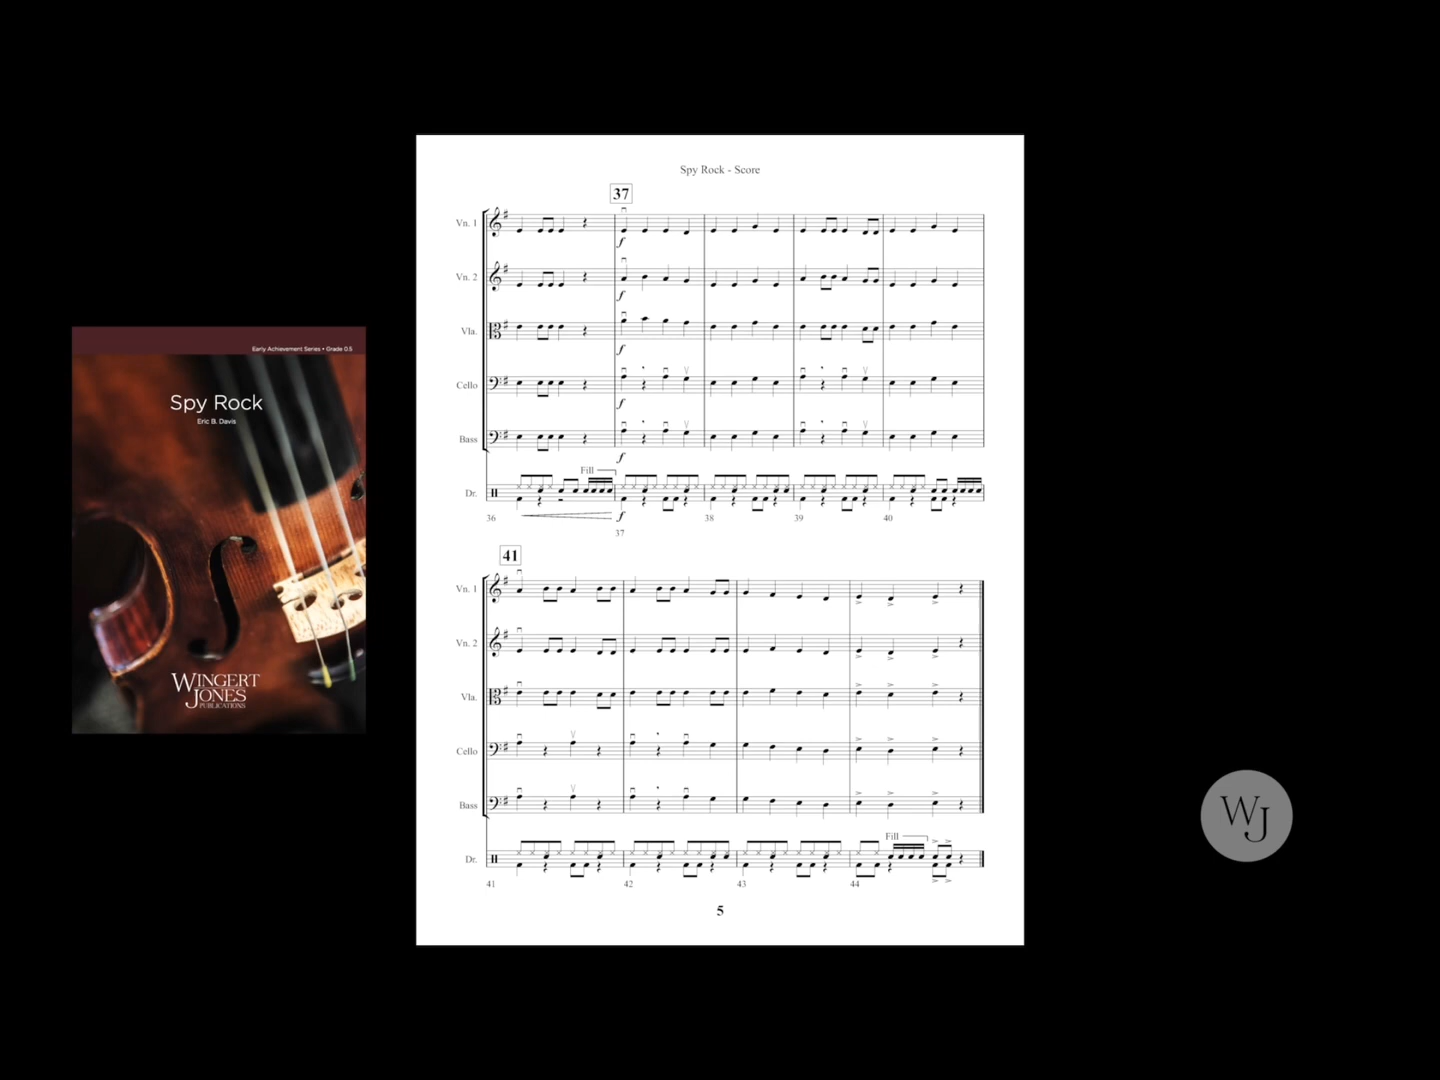 Early Achievement Series • Grade 0.5
Spy Rock
Eric B. Davis
WINGERT
JONES
PUBLICATIONS
Spy Rock - Score
37
Vn. 1
f
Vn. 2
f
Vla.
f
Cello
f
Bass
f
Fill
Dr.
f
36
37
38
39
40
41
Vn. 1
Vn. 2
Vla.
Cello
Bass
Fill
Dr.
41
42
43
44
5
WJ